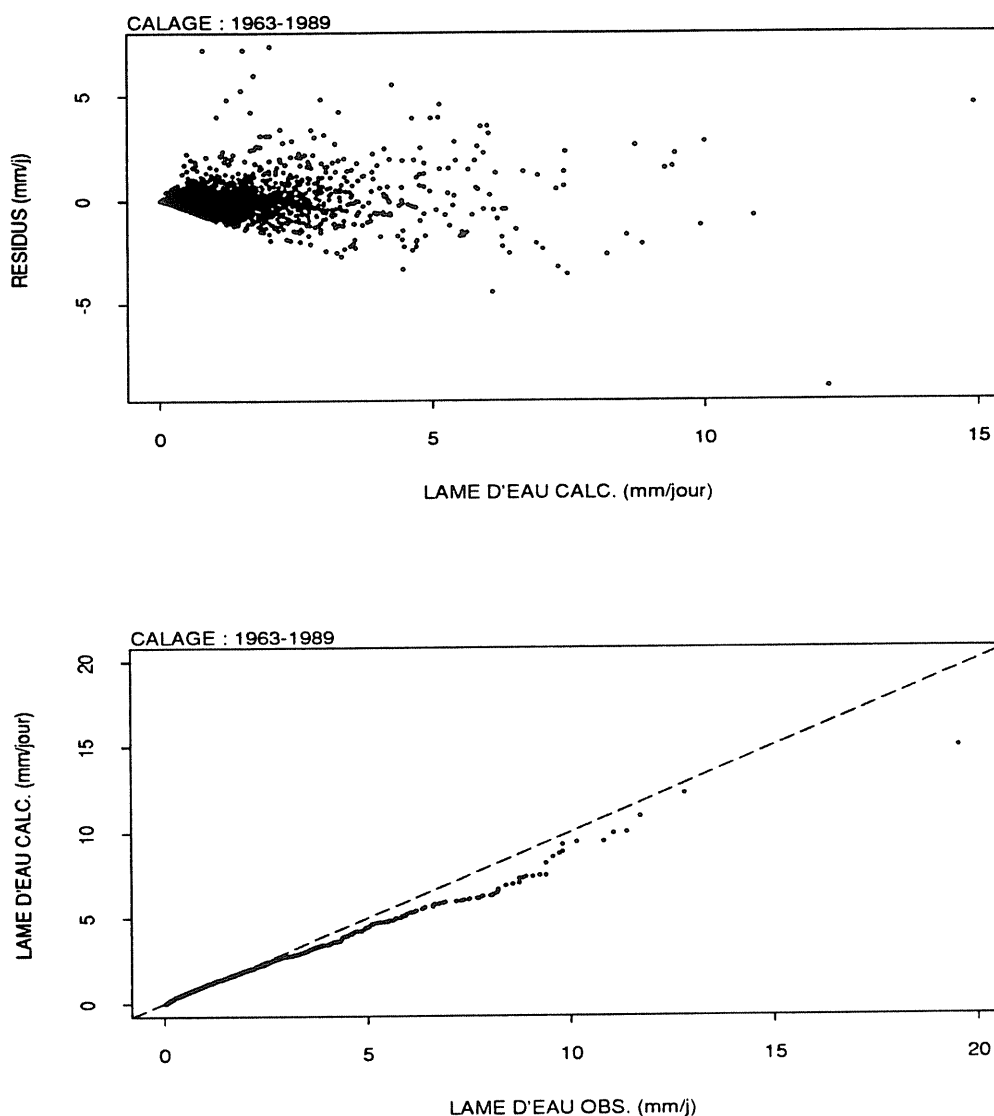 CALAGE : 1963-1989
RESIDUS (mm/j)
5
0
-5
0
5
10
15
LAME D'EAU CALC. (mm/jour)
CALAGE : 1963-1989
LAME D'EAU CALC. (mm/jour)
20
15
10
5
0
0
5
10
15
20
LAME D'EAU OBS. (mm/j)